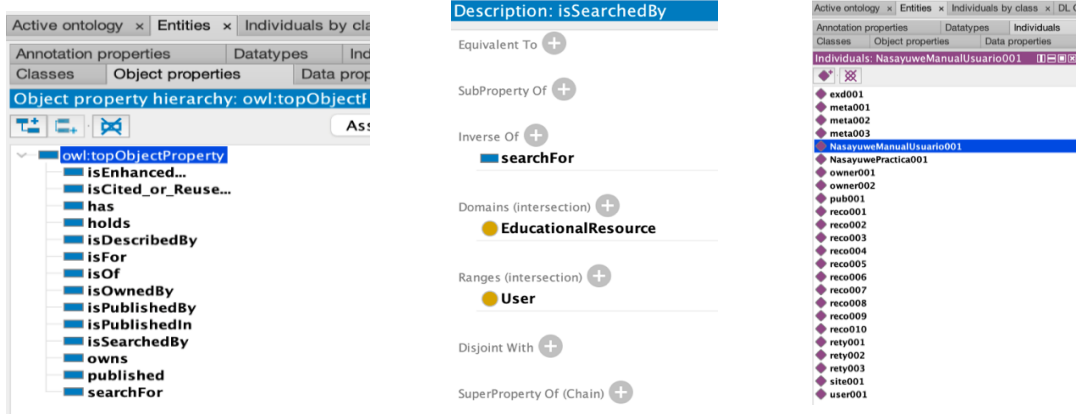 Active ontology × Entities × Individuals by cla
Annotation properties Datatypes Ind
Classes Object properties Data prop
Object property hierarchy: owl:topObjectP
Ass
owl:topObjectProperty
isEnhanced...
isCited_or_Reuse...
has
holds
isDescribedBy
isFor
isOf
isOwnedBy
isPublishedBy
isPublishedIn
isSearchedBy
owns
published
searchFor
Description: isSearchedBy
Equivalent To
SubProperty Of
Inverse Of
searchFor
Domains (intersection)
EducationalResource
Ranges (intersection)
User
Disjoint With
SuperProperty Of (Chain)
Active ontology × Entities × Individuals by class × DL
Annotation properties Datatypes Individuals
Classes Object properties Data properties
Individuals: NasayuweManualUsuario001
exd001
meta001
meta002
meta003
NasayuweManualUsuario001
NasayuwePractica001
owner001
owner002
pub001
reco001
reco002
reco003
reco004
reco005
reco006
reco007
reco008
reco009
reco010
rety001
rety002
rety003
site001
user001